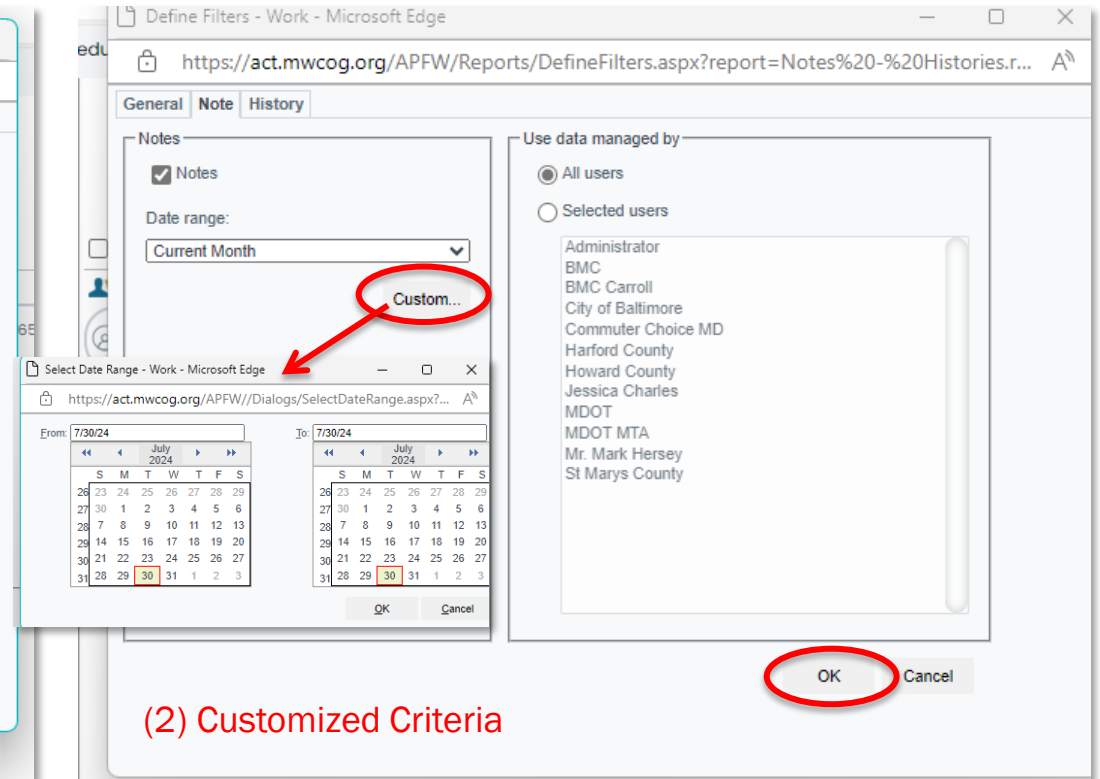 Define Filters - Work - Microsoft Edge
edu
https://act.mwcog.org/APFW/Reports/DefineFilters.aspx?report=Notes%20-%20Histories.r...
General Note History
Notes
Notes
Date range:
Current Month
Custom...
Use data managed by
All users
Selected users
Administrator
BMC
BMC Carroll
City of Baltimore
Commuter Choice MD
Harford County
Howard County
Jessica Charles
MDOT
MDOT MTA
Mr. Mark Hersey
St Marys County
65
Select Date Range - Work - Microsoft Edge
https://act.mwcog.org/APFW//Dialogs/SelectDateRange.aspx?...
From: 7/30/24 To: 7/30/24
July July
2024 2024
S M T W T F S S M T W T F S
26 23 24 25 26 27 28 29 26 23 24 25 26 27 28 29
27 30 1 2 3 4 5 6 27 30 1 2 3 4 5 6
28 7 8 9 10 11 12 13 28 7 8 9 10 11 12 13
29 14 15 16 17 18 19 20 29 14 15 16 17 18 19 20
30 21 22 23 24 25 26 27 30 21 22 23 24 25 26 27
31 28 29 30 31 1 2 3 31 28 29 30 31 1 2 3
OK Cancel
OK Cancel
(2) Customized Criteria